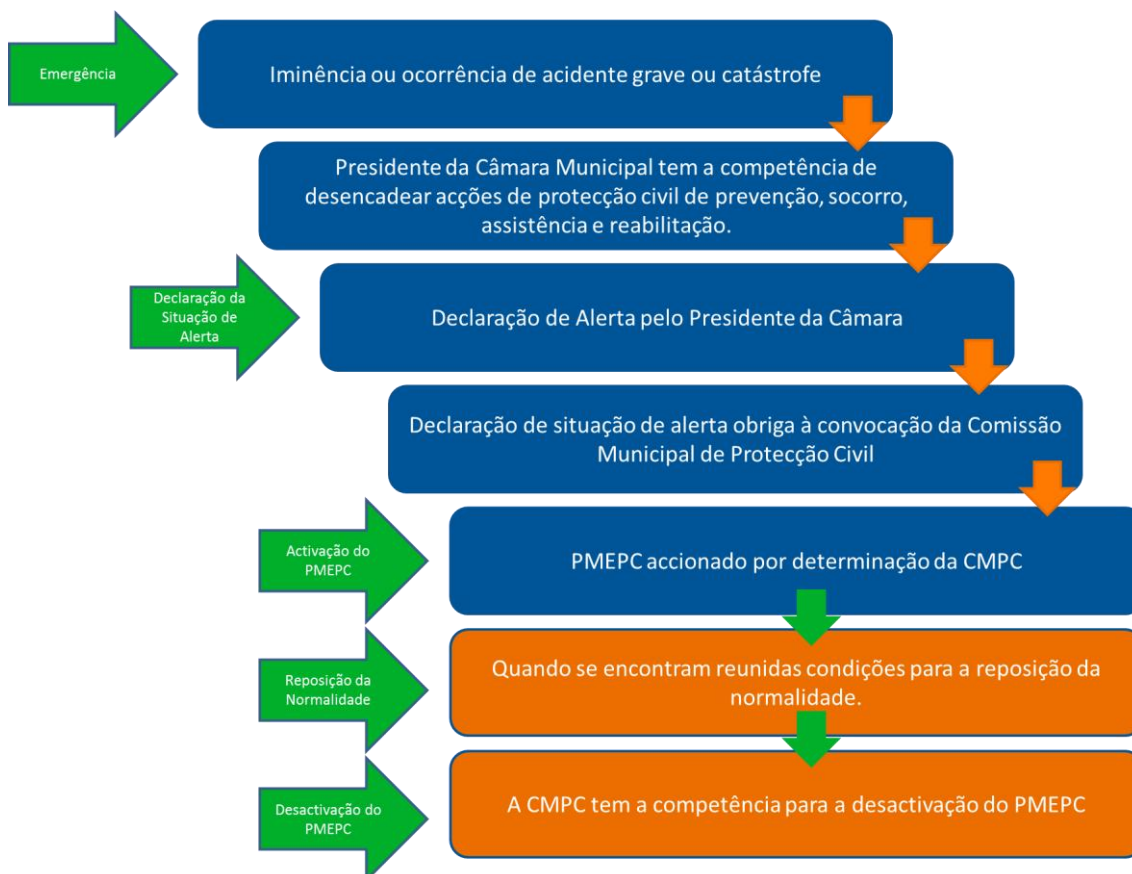 Emergência
Iminência ou ocorrência de acidente grave ou catástrofe
Presidente da Câmara Municipal tem a competência de
desencadear acções de protecção civil de prevenção, socorro,
assistência e reabilitação.
Declaração da
Situação de
Alerta
Declaração de Alerta pelo Presidente da Câmara
Declaração de situação de alerta obriga à convocação da Comissão
Municipal de Protecção Civil
Activação do
PMEPC
PMEPC accionado por determinação da CMPC
Reposição da
Normalidade
Quando se encontram reunidas condições para a reposição da
normalidade.
Desactivação do
PMEPC
A CMPC tem a competência para a desactivação do PMEPC